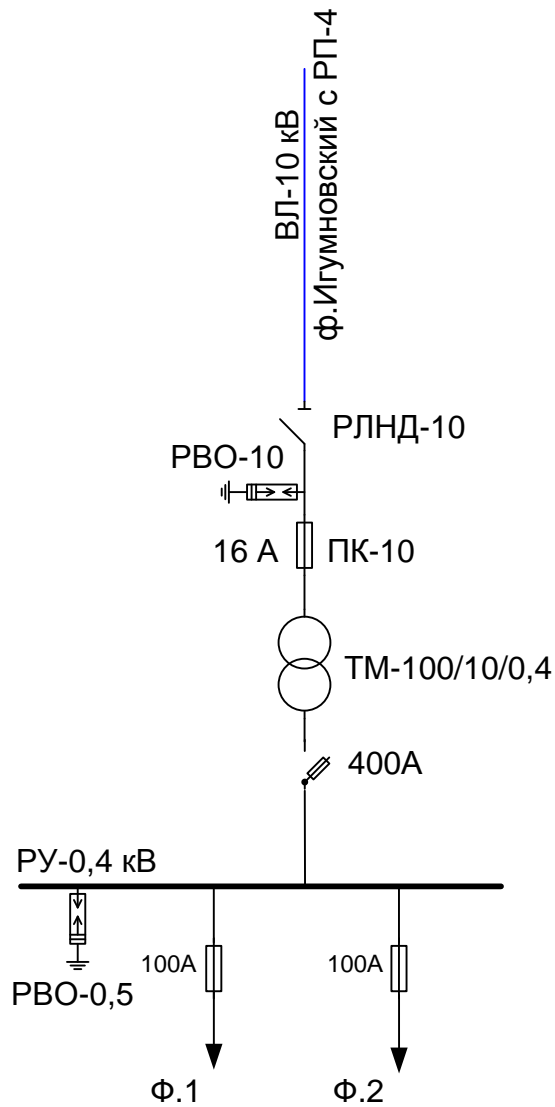 ВЛ-10 кВ
ф.Игумновский с РП-4
РЛНД-10
РВО-10
16 А
ПК-10
ТМ-100/10/0,4
400А
РУ-0,4 кВ
100А
100А
РВО-0,5
Ф.1
Ф.2